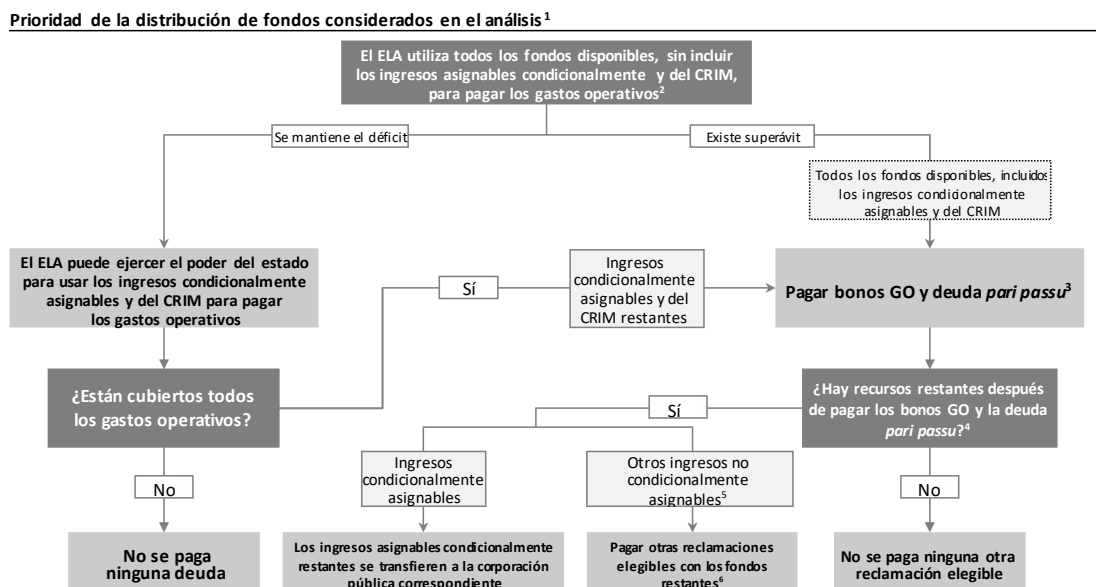 Prioridad de la distribución de fondos considerados en el análisis¹
El ELA utiliza todos los fondos disponibles, sin incluir
los ingresos asignables condicionalmente y del CRIM,
para pagar los gastos operativos²
Se mantiene el déficit
Existe superávit
Todos los fondos disponibles, incluidos
los ingresos condicionalmente
asignables y del CRIM
El ELA puede ejercer el poder del estado
para usar los ingresos condicionalmente
asignables y del CRIM para pagar
los gastos operativos
Sí
Ingresos
condicionalmente
asignables y del
CRIM restantes
Pagar bonos GO y deuda pari passu³
¿Están cubiertos todos
los gastos operativos?
¿Hay recursos restantes después
de pagar los bonos GO y la deuda
pari passu?⁴
Sí
Ingresos
condicionalmente
asignables
Otros ingresos no
condicionalmente
asignables⁵
No
No
No se paga
ninguna deuda
Los ingresos asignables condicionalmente
restantes se transfieren a la corporación
pública correspondiente
Pagar otras reclamaciones
elegibles con los fondos
restantes⁶
No se paga ninguna otra
reclamación elegible